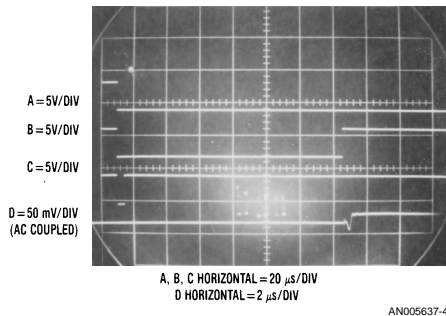 A = 5V/DIV
B = 5V/DIV
C = 5V/DIV
D = 50 mV/DIV
(AC COUPLED)
A, B, C HORIZONTAL = 20 μs/DIV
D HORIZONTAL = 2 μs/DIV
AN005637-4